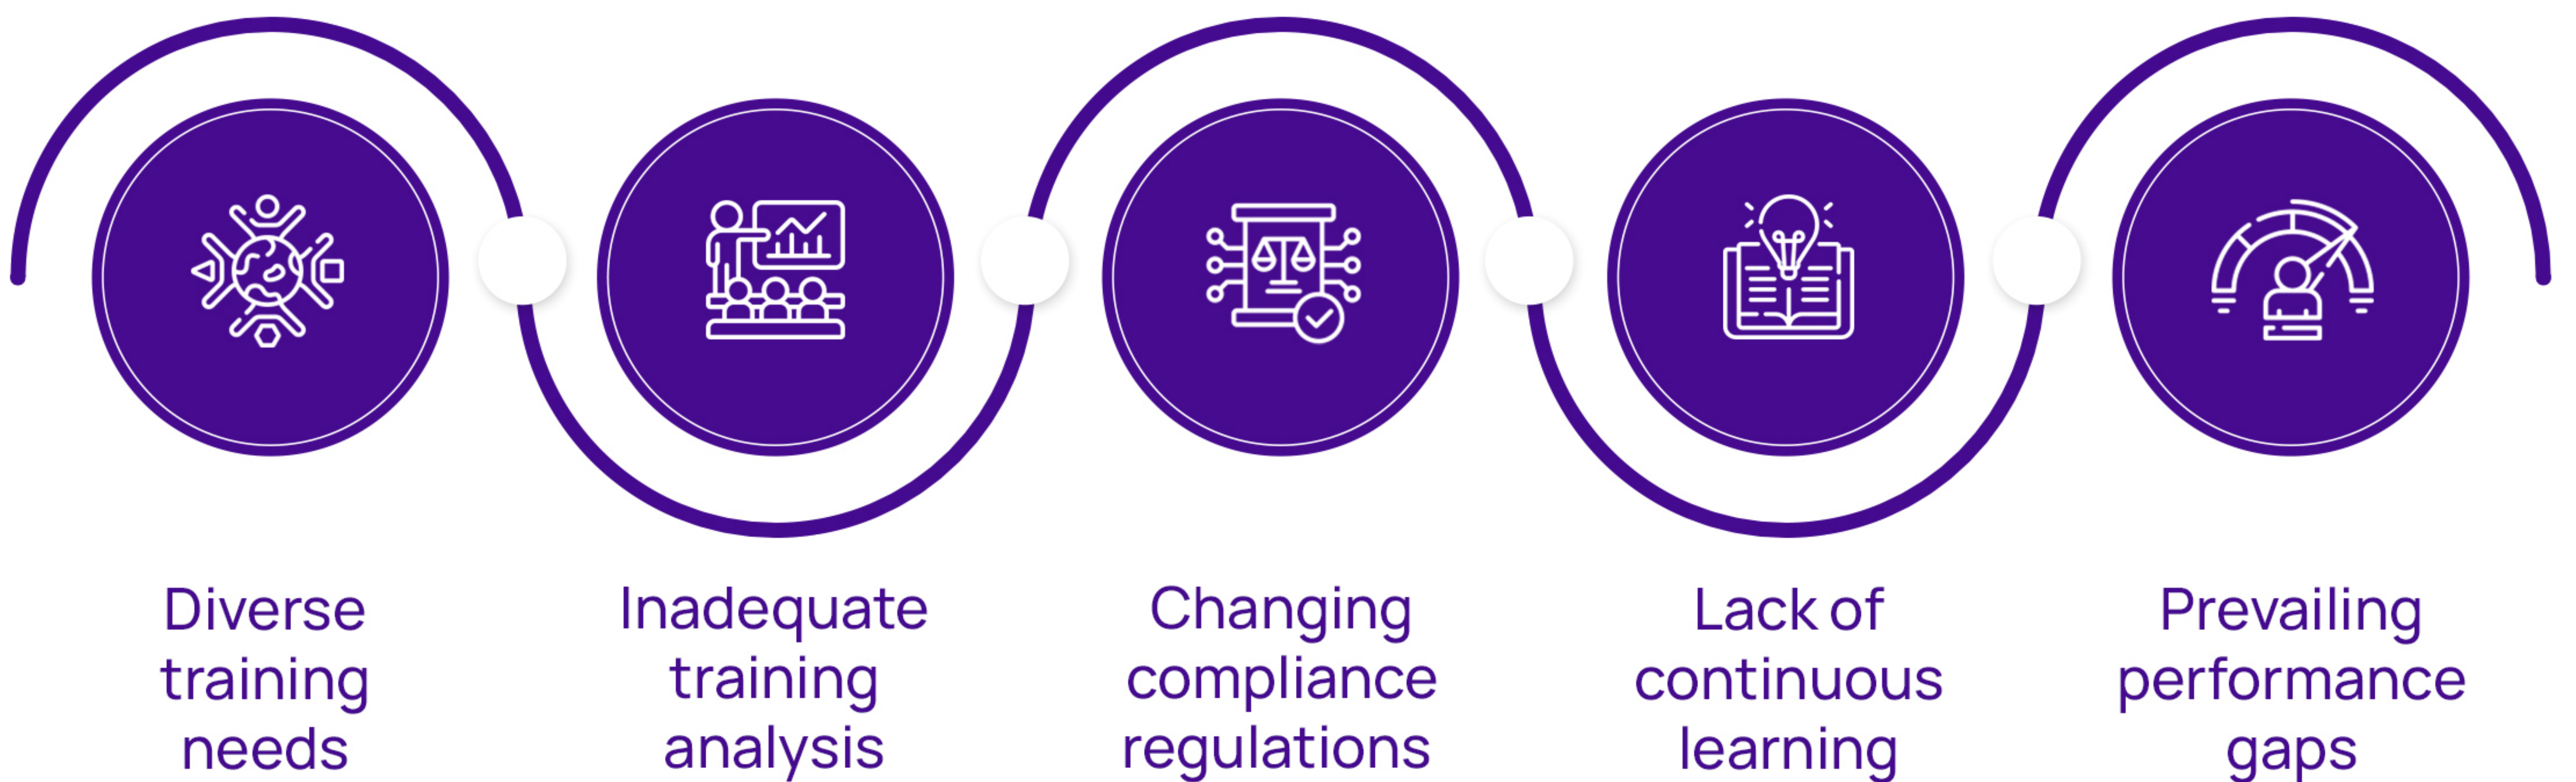 Diverse
training
needs
Inadequate
training
analysis
Changing
compliance
regulations
Lack of
continuous
learning
Prevailing
performance
gaps